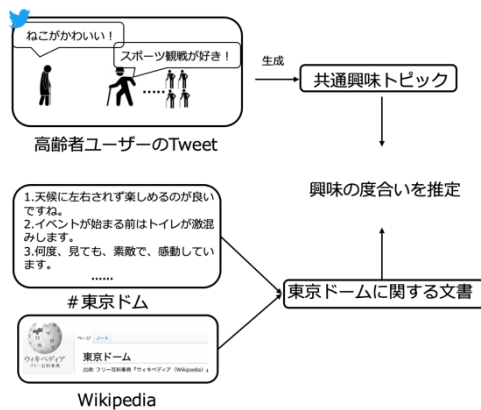 ねこがかわいい！
スポーツ観戦が好き！
……
高齢者ユーザーのTweet
生成
共通興味トピック
興味の度合いを推定
1.天候に左右されず楽しめるのが良い
ですね。
2.イベントが始まる前はトイレが激混
みします。
3.何度、見ても、素敵で、感動してい
ます。
……
＃東京ドム
東京ドームに関する文書
ウィキペディア
フリー百科事典
ページ ノート
東京ドーム
出典: フリー百科事典『ウィキペディア（Wikipedia）』
Wikipedia